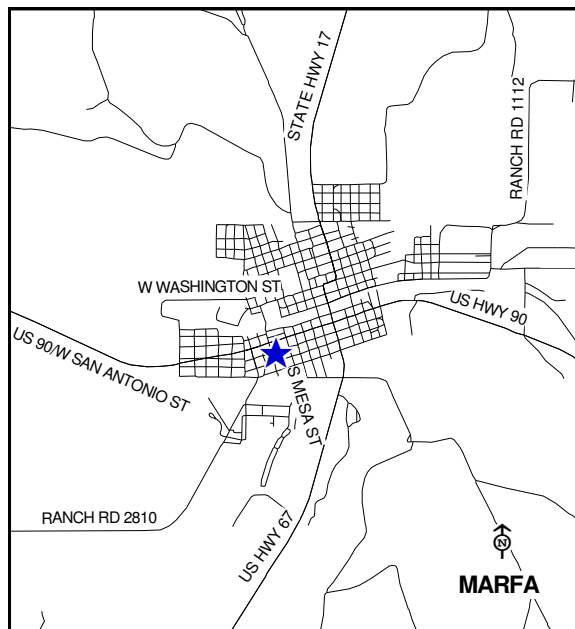 STATE HWY 17
RANCH RD 1112
W WASHINGTON ST
US HWY 90
US 90/W SAN ANTONIO ST
S MESA ST
RANCH RD 2810
US HWY 67
N
MARFA